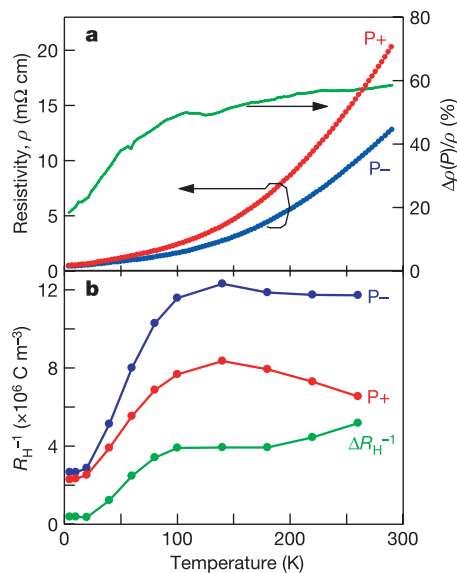 a
20
15
10
5
0
Resistivity, ρ (mΩ cm)
80
60
40
20
0
Δρ(P)/ρ (%)
P+
P–
b
12
8
4
0
R_H^–1 (×10^6 C m^–3)
P–
P+
ΔR_H^–1
0 100 200 300
Temperature (K)